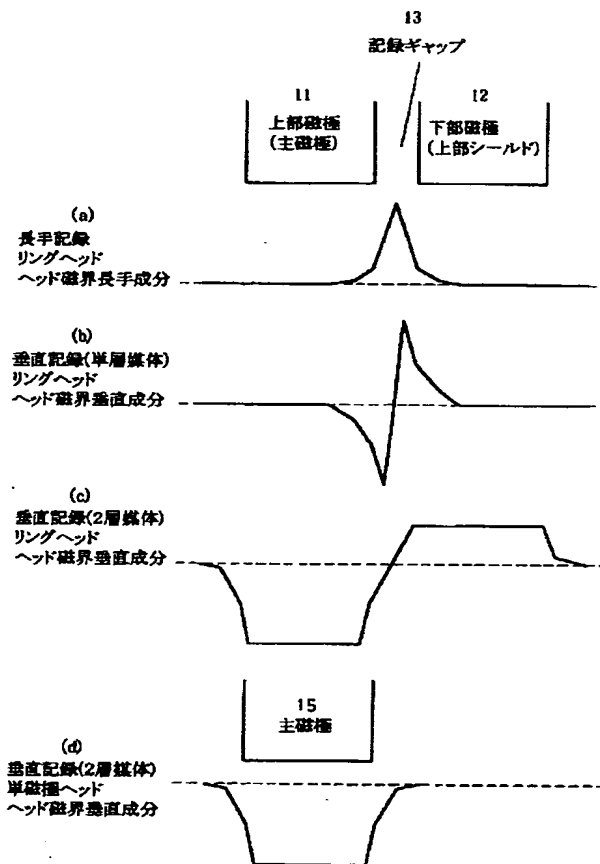 13
記録ギャップ
11
上部磁極
(主磁極)
12
下部磁極
(上部シールド)
(a)
長手記録
リングヘッド
ヘッド磁界長手成分
(b)
垂直記録(単層媒体)
リングヘッド
ヘッド磁界垂直成分
(c)
垂直記録(2層媒体)
リングヘッド
ヘッド磁界垂直成分
15
主磁極
(d)
垂直記録(2層媒体)
単磁極ヘッド
ヘッド磁界垂直成分